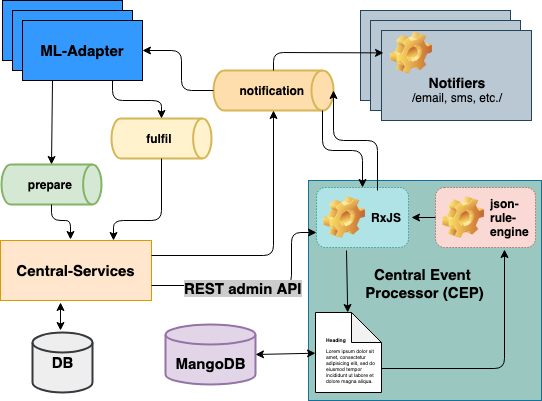 ML-Adapter
notification
Notifiers
/email, sms, etc./
fulfil
prepare
RxJS
json-
rule-
engine
Central-Services
REST admin API
Central Event
Processor (CEP)
Heading
Lorem ipsum dolor sit
amet, consectetur
adipisicing elit, sed do
eiusmod tempor
incididunt ut labore et
dolore magna aliqua.
DB
MangoDB